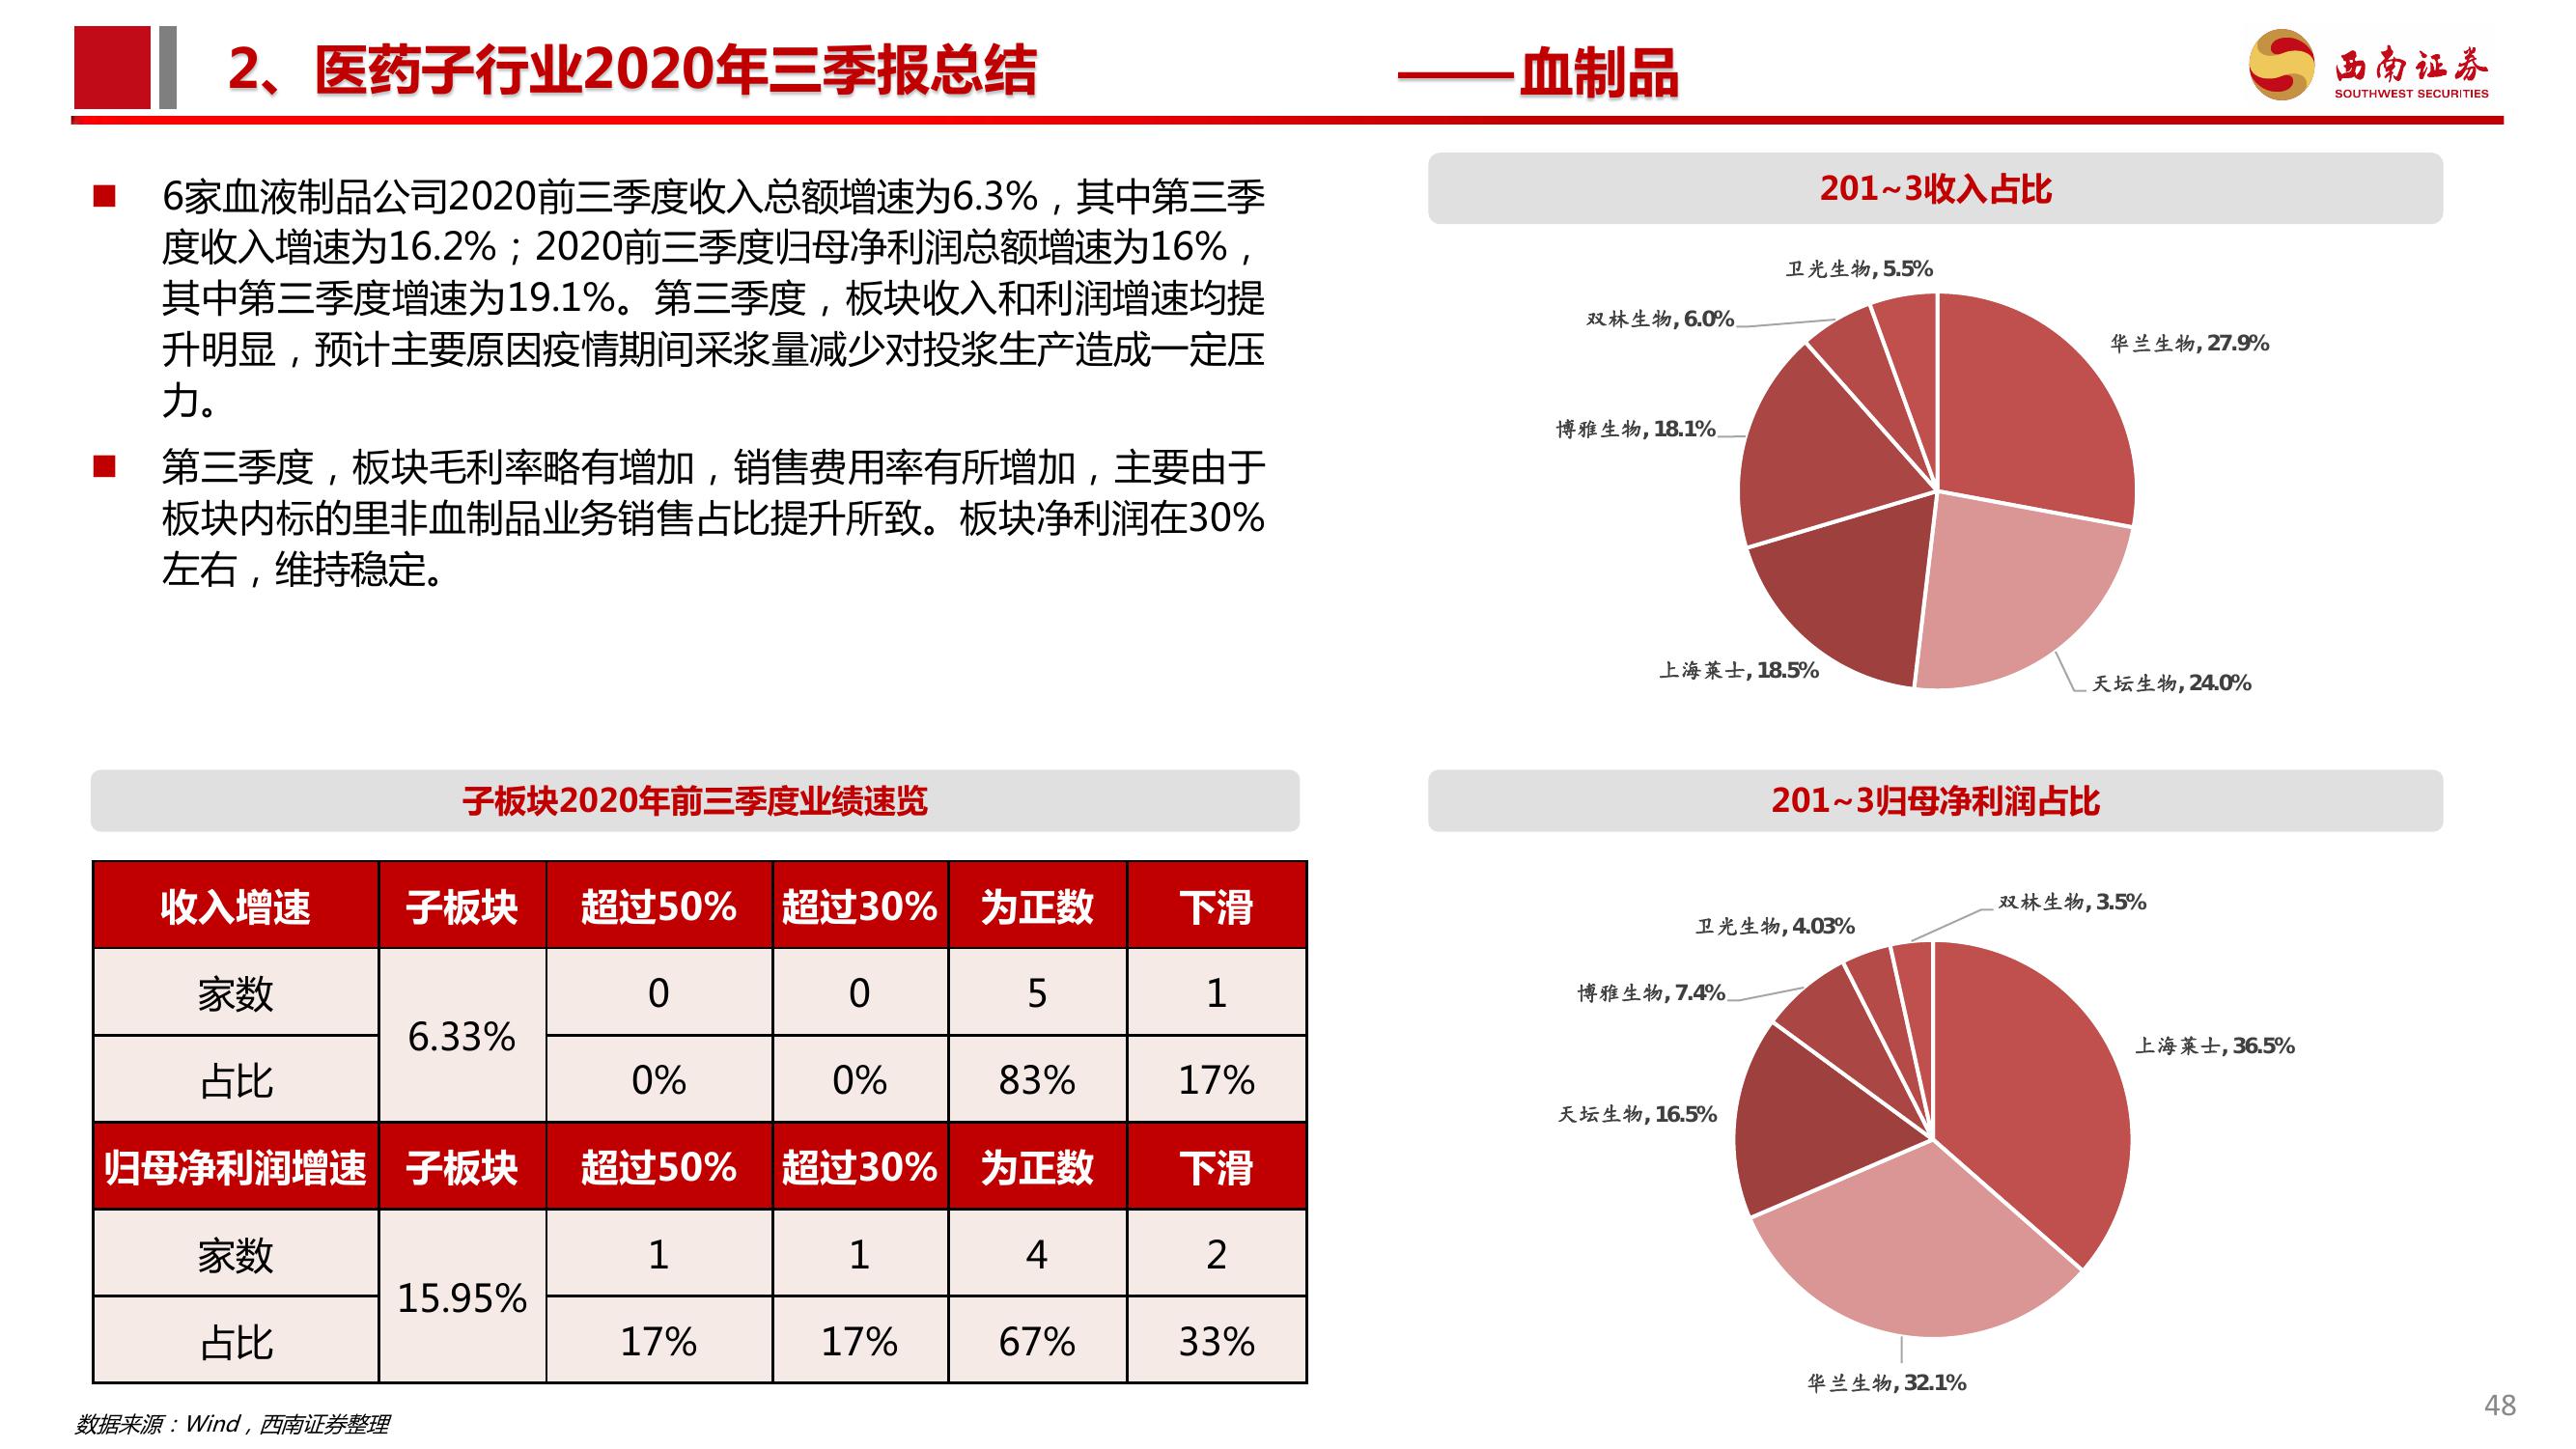 2、医药子行业2020年三季报总结
——血制品
西南证券
SOUTHWEST SECURITIES
6家血液制品公司2020前三季度收入总额增速为6.3%，其中第三季
度收入增速为16.2%；2020前三季度归母净利润总额增速为16%，
其中第三季度增速为19.1%。第三季度，板块收入和利润增速均提
升明显，预计主要原因疫情期间采浆量减少对投浆生产造成一定压
力。
第三季度，板块毛利率略有增加，销售费用率有所增加，主要由于
板块内标的里非血制品业务销售占比提升所致。板块净利润在30%
左右，维持稳定。
201~3收入占比
卫光生物, 5.5%
双林生物, 6.0%
华兰生物, 27.9%
博雅生物, 18.1%
上海莱士, 18.5%
天坛生物, 24.0%
子板块2020年前三季度业绩速览
收入增速 子板块 超过50% 超过30% 为正数 下滑
家数 6.33% 0 0 5 1
占比 0% 0% 83% 17%
归母净利润增速 子板块 超过50% 超过30% 为正数 下滑
家数 15.95% 1 1 4 2
占比 17% 17% 67% 33%
201~3归母净利润占比
双林生物, 3.5%
卫光生物, 4.03%
博雅生物, 7.4%
上海莱士, 36.5%
天坛生物, 16.5%
华兰生物, 32.1%
数据来源：Wind，西南证券整理
48